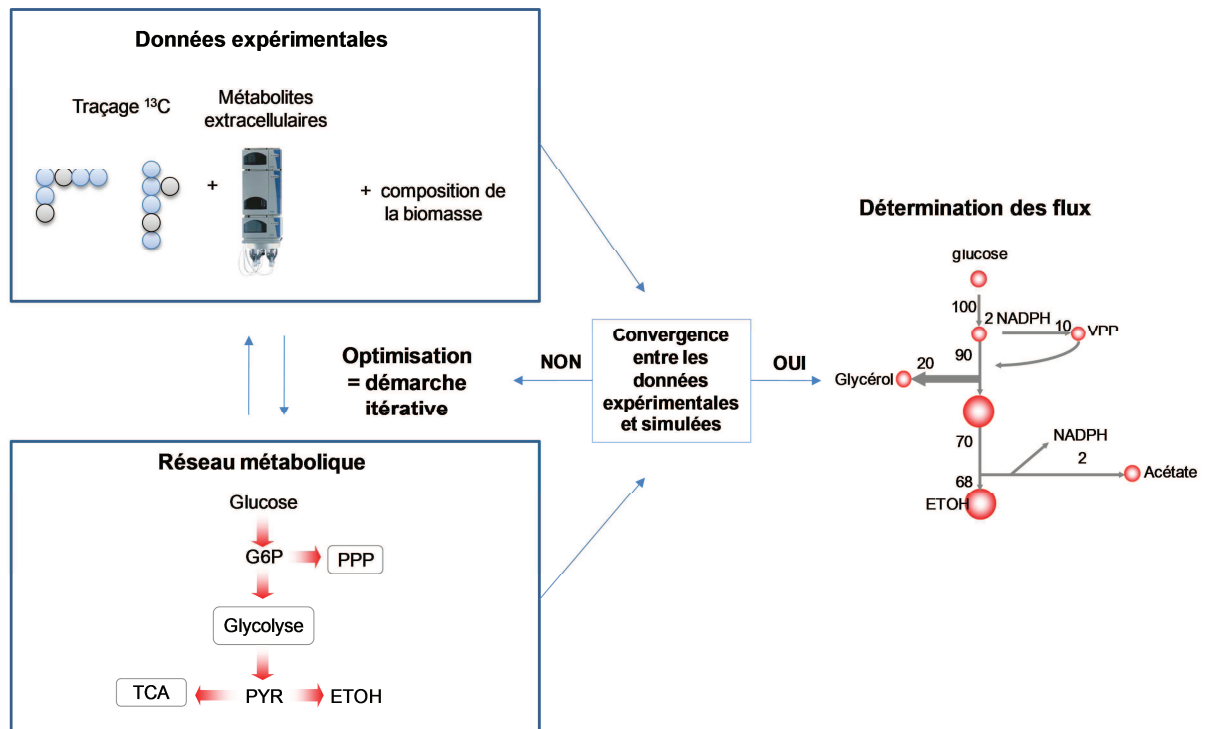 Données expérimentales
Traçage ¹³C
Métabolites
extracellulaires
+
+ composition de
la biomasse
Optimisation
= démarche
itérative
NON
Convergence
entre les
données
expérimentales
et simulées
OUI
Réseau métabolique
Glucose
G6P
PPP
Glycolyse
TCA
PYR
ETOH
Détermination des flux
glucose
100
2 NADPH
10
90
20
Glycérol
70
NADPH
2
68
Acétate
ETOH